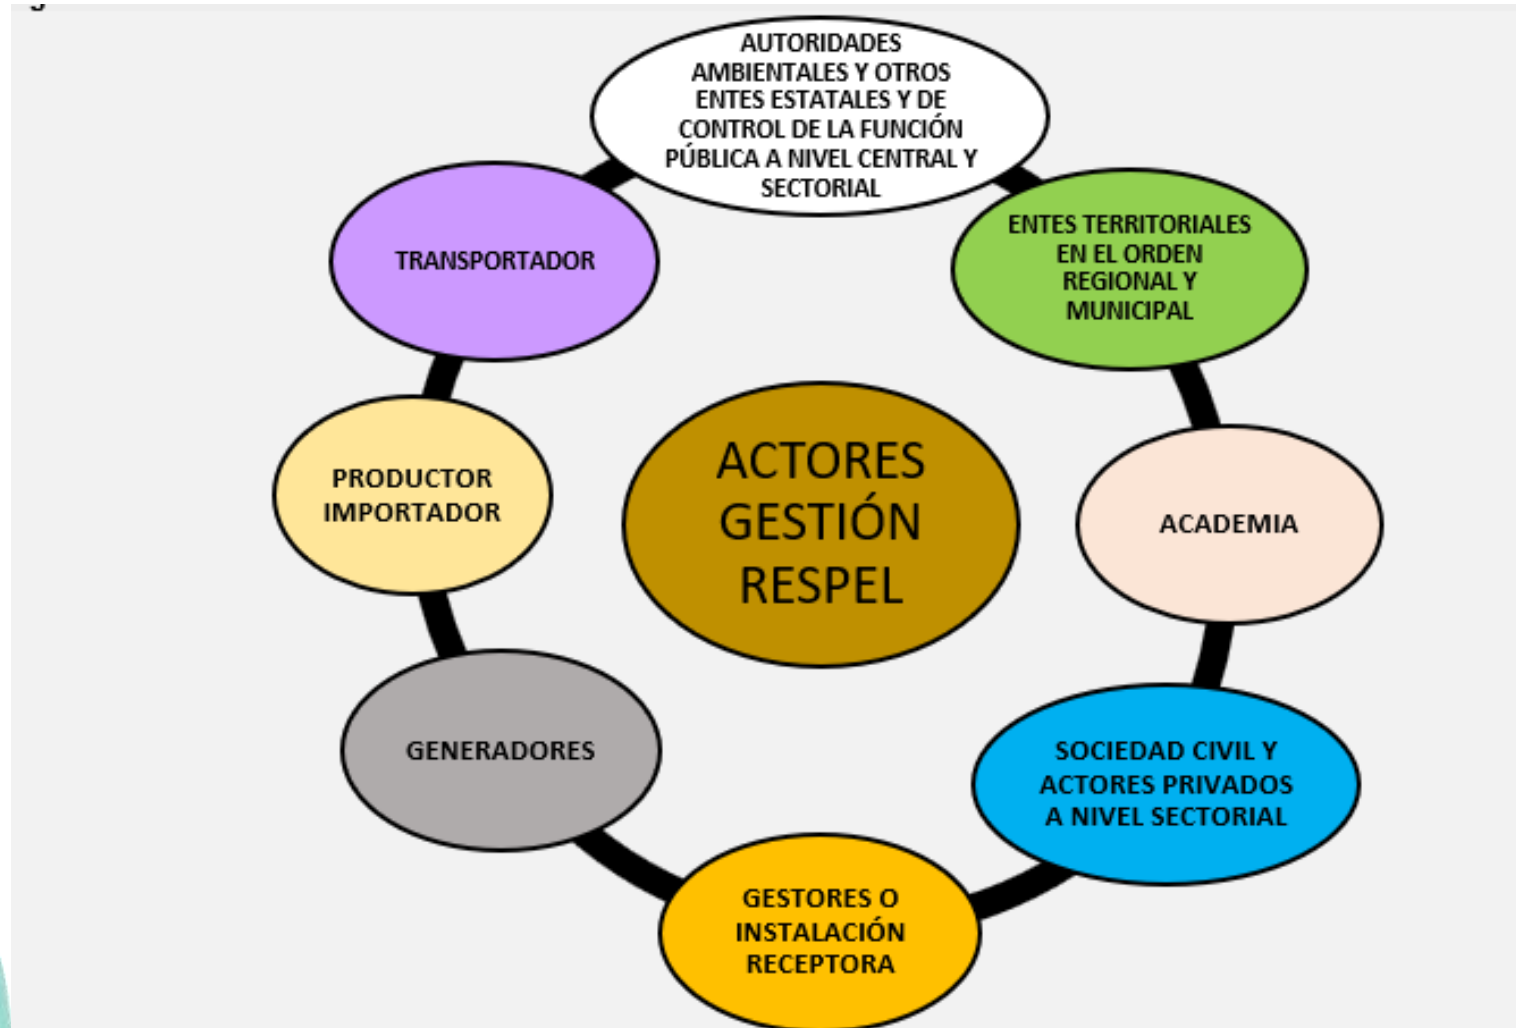 AUTORIDADES
AMBIENTALES Y OTROS
ENTES ESTATALES Y DE
CONTROL DE LA FUNCIÓN
PÚBLICA A NIVEL CENTRAL Y
SECTORIAL
TRANSPORTADOR
ENTES TERRITORIALES
EN EL ORDEN
REGIONAL Y
MUNICIPAL
PRODUCTOR
IMPORTADOR
ACTORES
GESTIÓN
RESPEL
ACADEMIA
GENERADORES
SOCIEDAD CIVIL Y
ACTORES PRIVADOS
A NIVEL SECTORIAL
GESTORES O
INSTALACIÓN
RECEPTORA